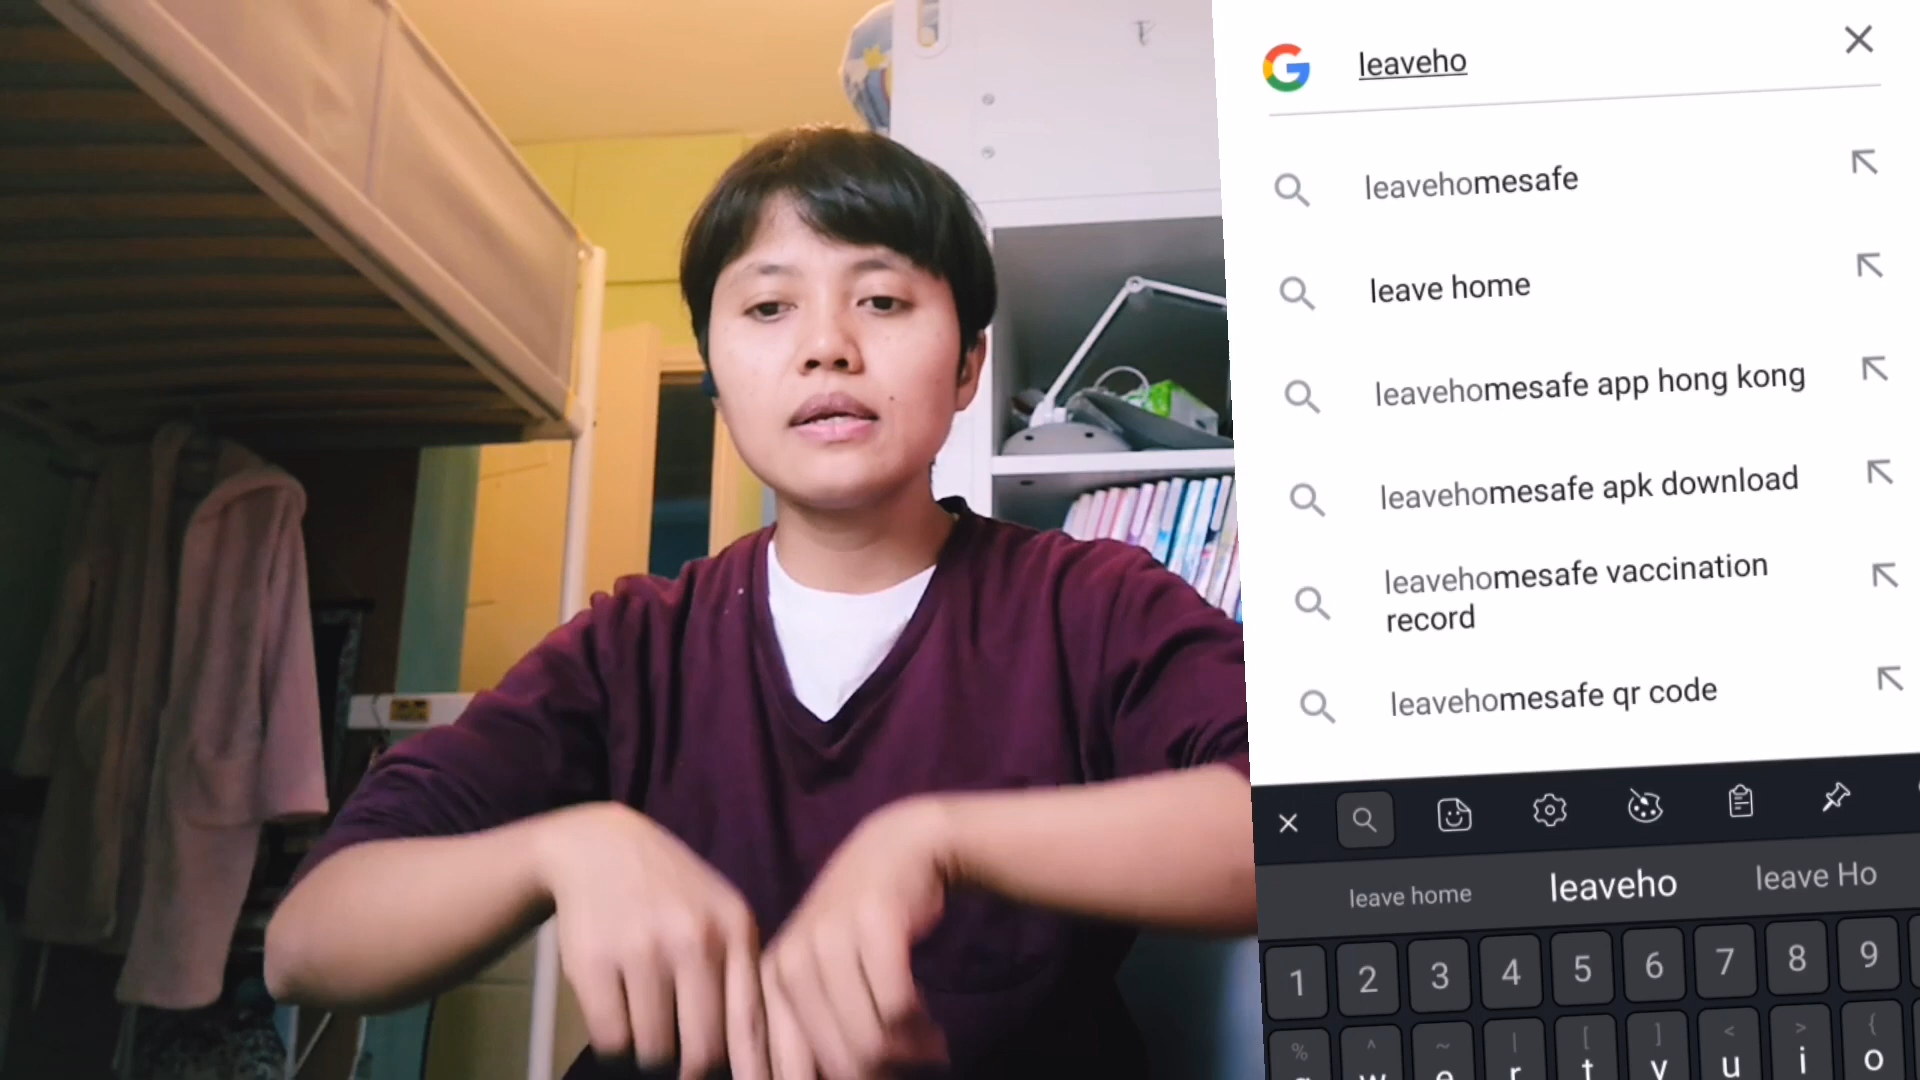 leaveho
leavehomesafe
leave home
leavehomesafe app hong kong
leavehomesafe apk download
leavehomesafe vaccination
record
leavehomesafe qr code
leave home leaveho leave Ho
1 2 3 4 5 6 7 8 9
% ^ ~ | [ ] < > {
w e r t y u i o